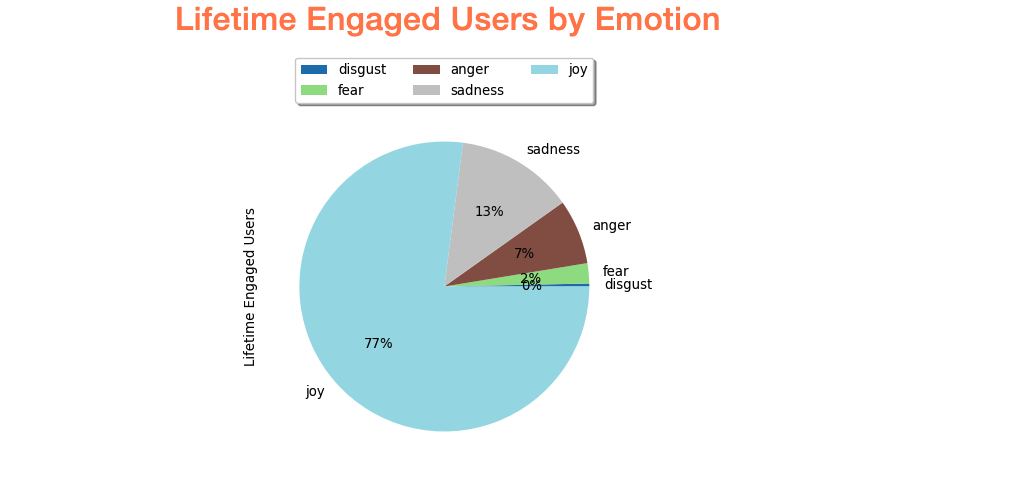 Lifetime Engaged Users by Emotion
disgust anger joy
fear sadness
sadness
13%
anger
7%
fear
2%
disgust
0%
Lifetime Engaged Users
77%
joy